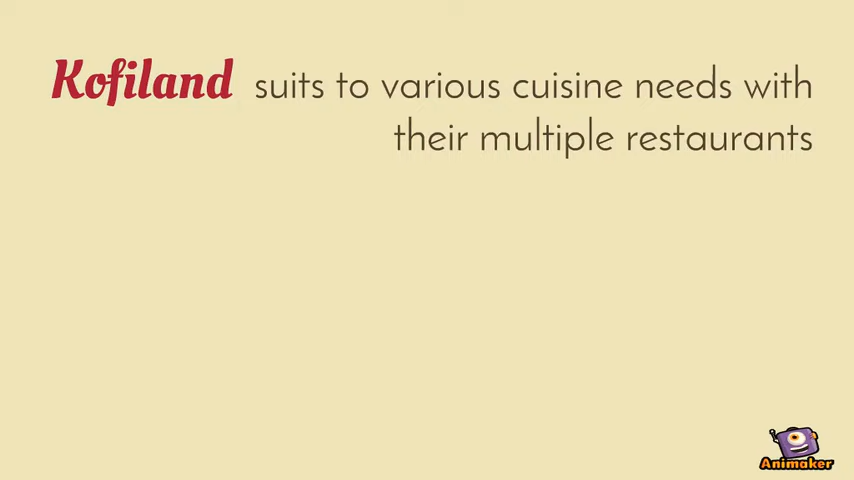 Kofiland suits to various cuisine needs with
their multiple restaurants
Animaker